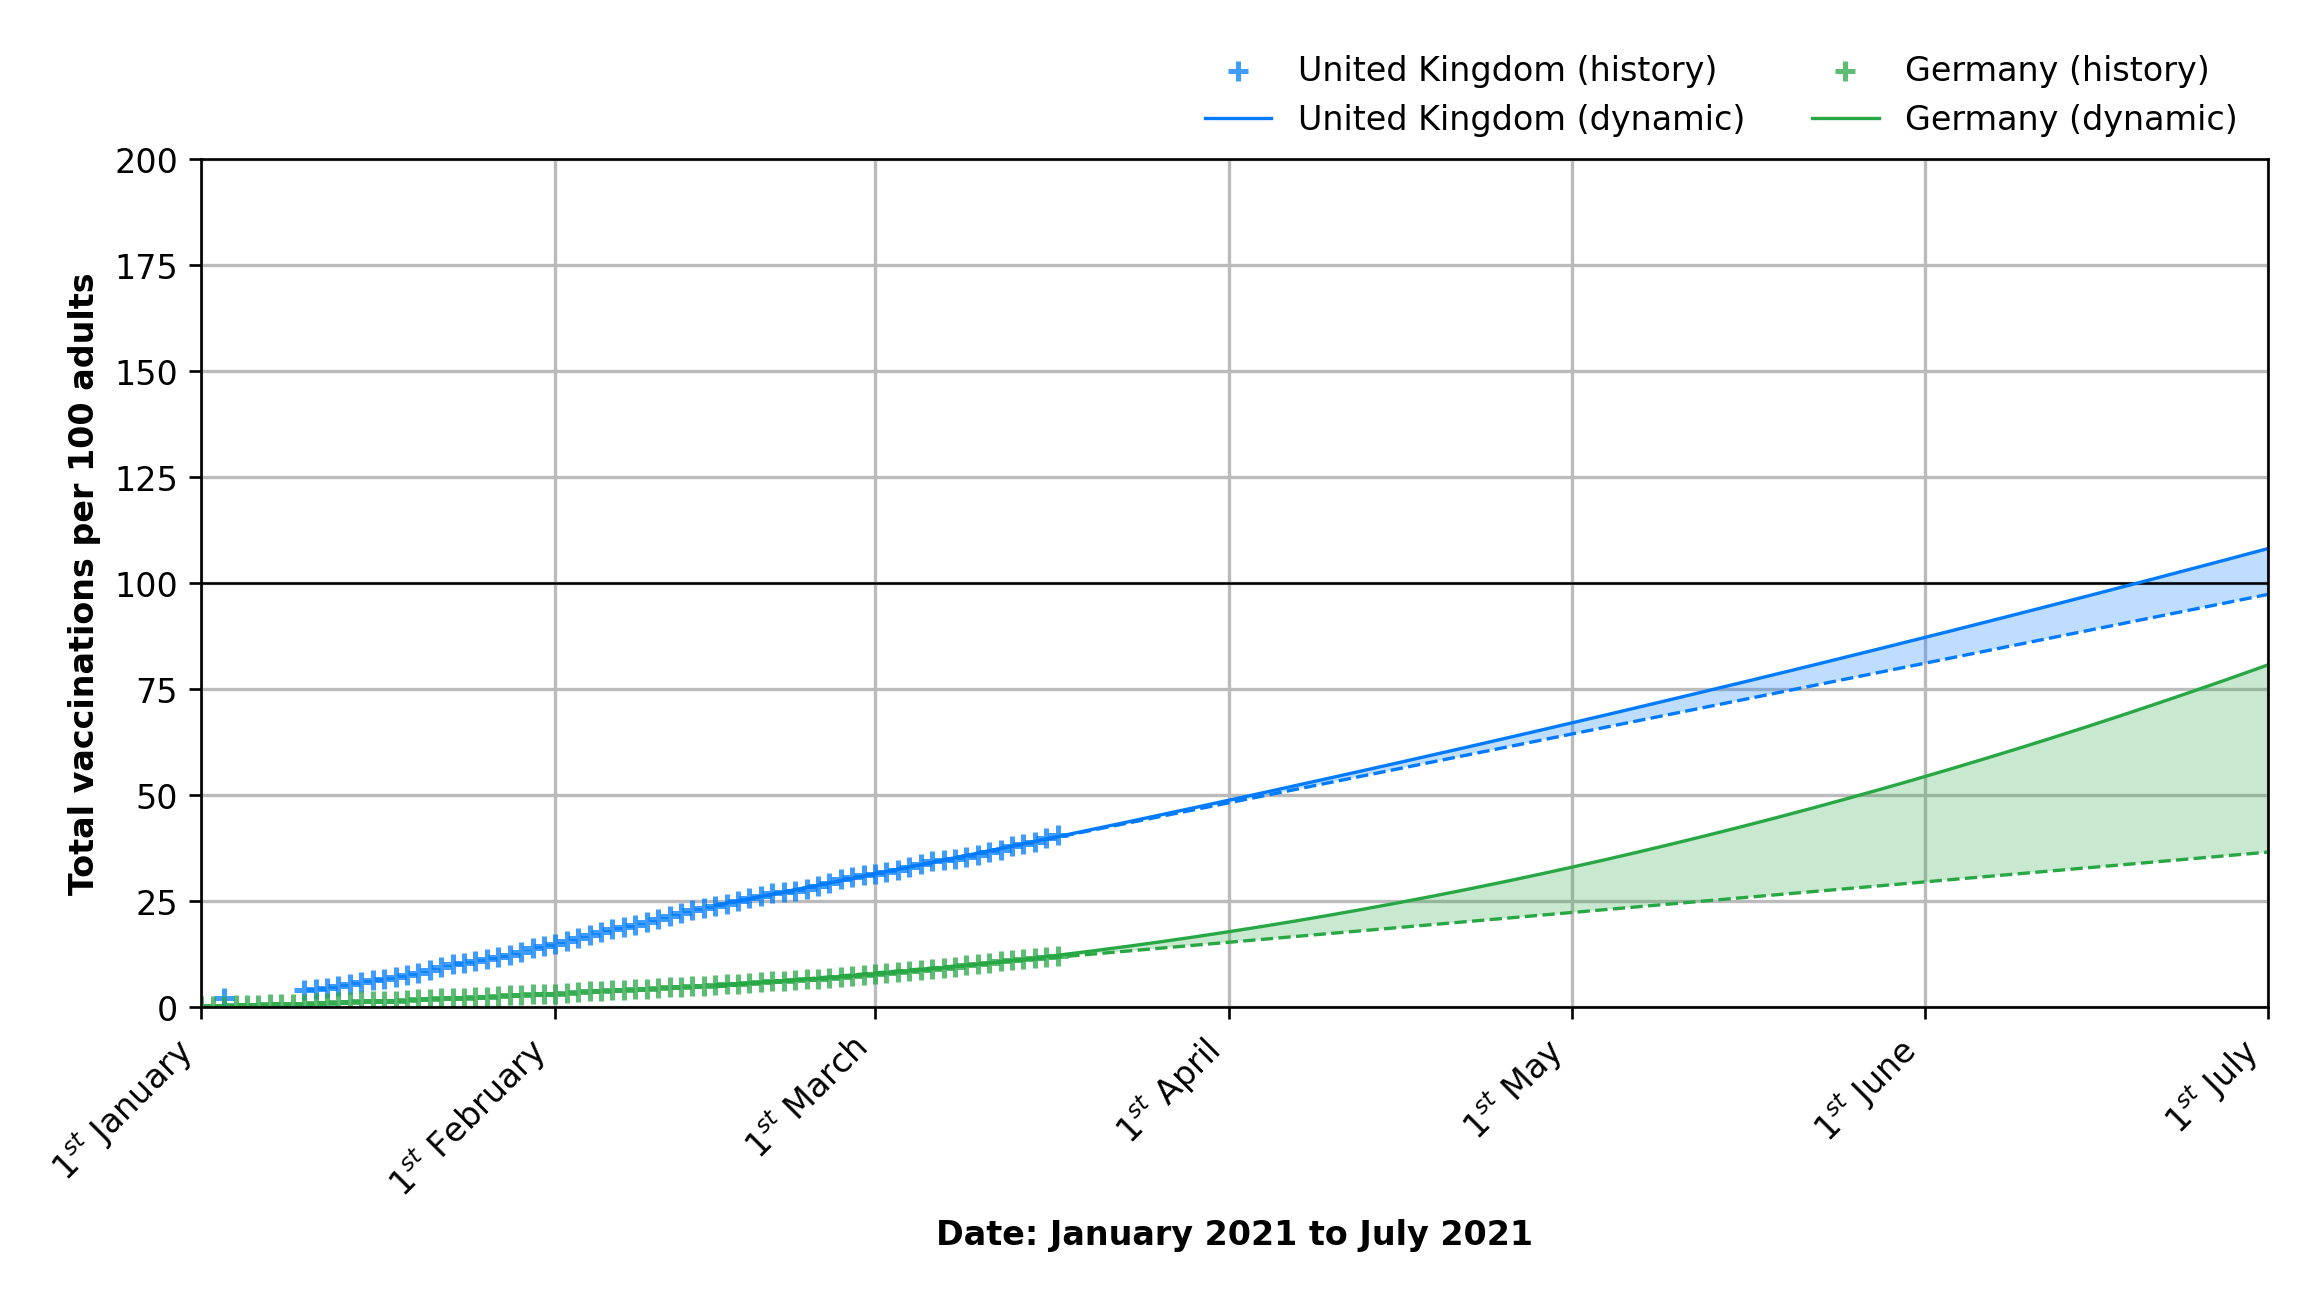 United Kingdom (history)
United Kingdom (dynamic)
Germany (history)
Germany (dynamic)
Total vaccinations per 100 adults
200
175
150
125
100
75
50
25
0
1st January
1st February
1st March
1st April
1st May
1st June
1st July
Date: January 2021 to July 2021